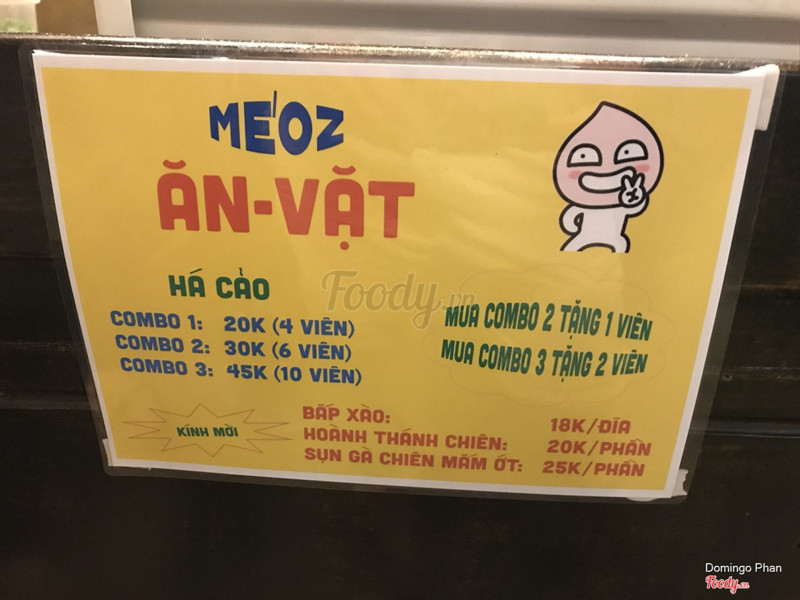 ME'OZ
ĂN-VẶT
HÁ CẢO
COMBO 1: 20K (4 VIÊN)
COMBO 2: 30K (6 VIÊN)
COMBO 3: 45K (10 VIÊN)
MUA COMBO 2 TẶNG 1 VIÊN
MUA COMBO 3 TẶNG 2 VIÊN
KÍNH MỜI
BẮP XÀO: 18K/ĐĨA
HOÀNH THÁNH CHIÊN: 20K/PHẦN
SỤN GÀ CHIÊN MẮM ỚT: 25K/PHẦN
Foody.vn
Domingo Phan
Foody.vn